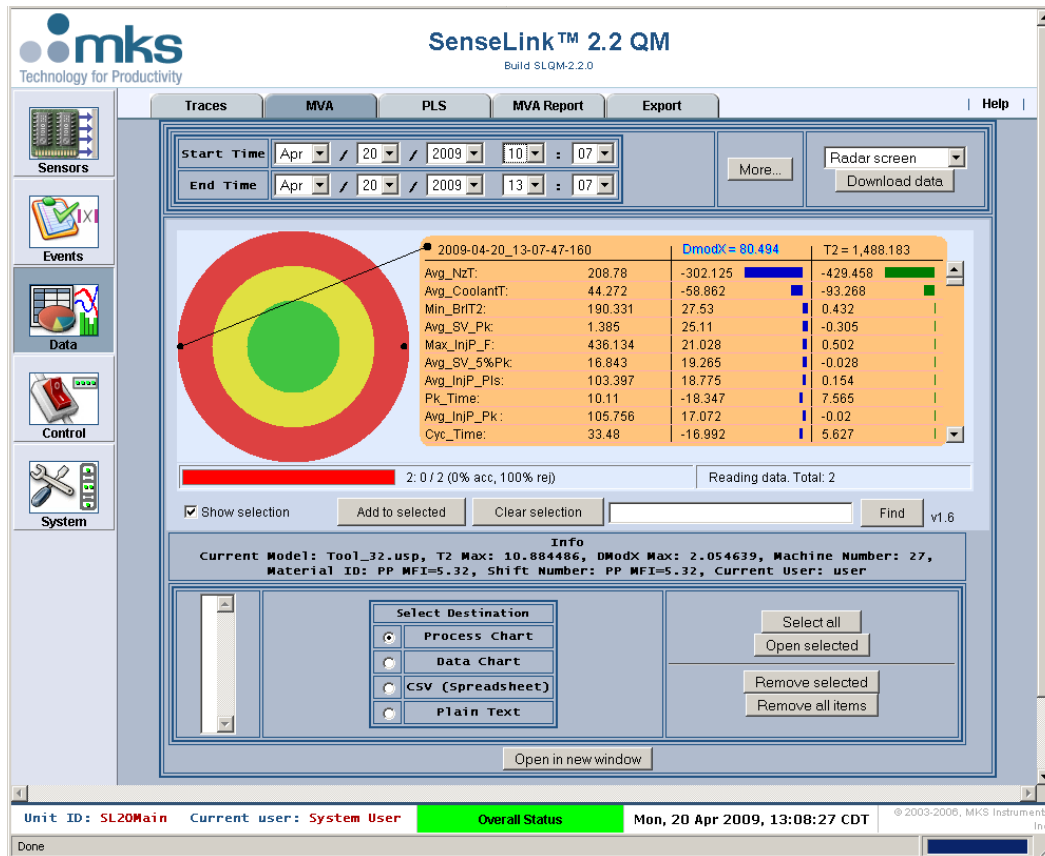 mks
Technology for Productivity
SenseLink™ 2.2 QM
Build SLQM-2.2.0
Sensors
Events
Data
Control
System
Traces MVA PLS MVA Report Export | Help |
Start Time Apr / 20 / 2009 10 : 07
End Time Apr / 20 / 2009 13 : 07
More...
Radar screen
Download data
2009-04-20_13-07-47-160 DmodX = 80.494 T2 = 1,488.183
Avg_NzT: 208.78 -302.125 -429.458
Avg_CoolantT: 44.272 -58.862 -93.268
Min_BrlT2: 190.331 27.53 0.432
Avg_SV_Pk: 1.385 25.11 -0.305
Max_InjP_F: 436.134 21.028 0.502
Avg_SV_5%Pk: 16.843 19.265 -0.028
Avg_InjP_Pls: 103.397 18.775 0.154
Pk_Time: 10.11 -18.347 7.565
Avg_InjP_Pk: 105.756 17.072 -0.02
Cyc_Time: 33.48 -16.992 5.627
2: 0 / 2 (0% acc, 100% rej) Reading data. Total: 2
Show selection Add to selected Clear selection Find v1.6
Info
Current Model: Tool_32.usp, T2 Max: 10.884486, DModX Max: 2.054639, Machine Number: 27,
Material ID: PP MFI=5.32, Shift Number: PP MFI=5.32, Current User: user
Select Destination
Process Chart
Data Chart
CSV (Spreadsheet)
Plain Text
Select all
Open selected
Remove selected
Remove all items
Open in new window
Unit ID: SL20Main Current user: System User Overall Status Mon, 20 Apr 2009, 13:08:27 CDT
© 2003-2006, MKS Instrument
In
Done